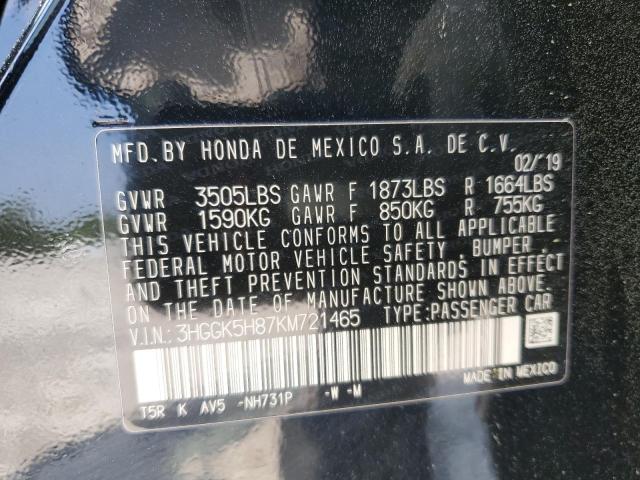 MFD. BY HONDA DE MEXICO S.A. DE C.V.
02/'19
GVWR 3505LBS GAWR F 1873LBS R 1664LBS
GVWR 1590KG GAWR F 850KG R 755KG
THIS VEHICLE CONFORMS TO ALL APPLICABLE
FEDERAL MOTOR VEHICLE SAFETY, BUMPER,
AND THEFT PREVENTION STANDARDS IN EFFECT
ON THE DATE OF MANUFACTURE SHOWN ABOVE.
V.I.N.:3HGGK5H87KM721465 TYPE:PASSENGER CAR
T5R K AV5 -NH731P -W -M
MADE IN MEXICO